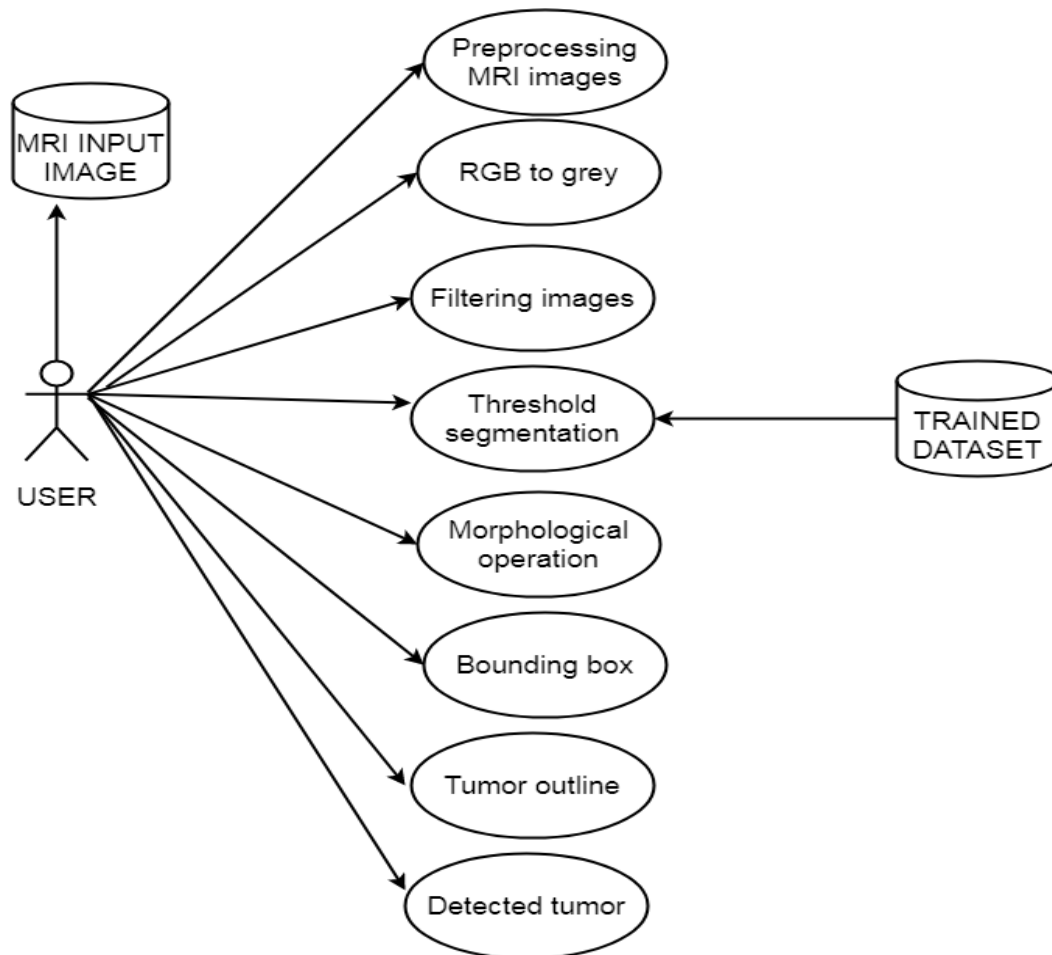 Preprocessing
MRI images
MRI INPUT
IMAGE
RGB to grey
Filtering images
Threshold
segmentation
TRAINED
DATASET
USER
Morphological
operation
Bounding box
Tumor outline
Detected tumor